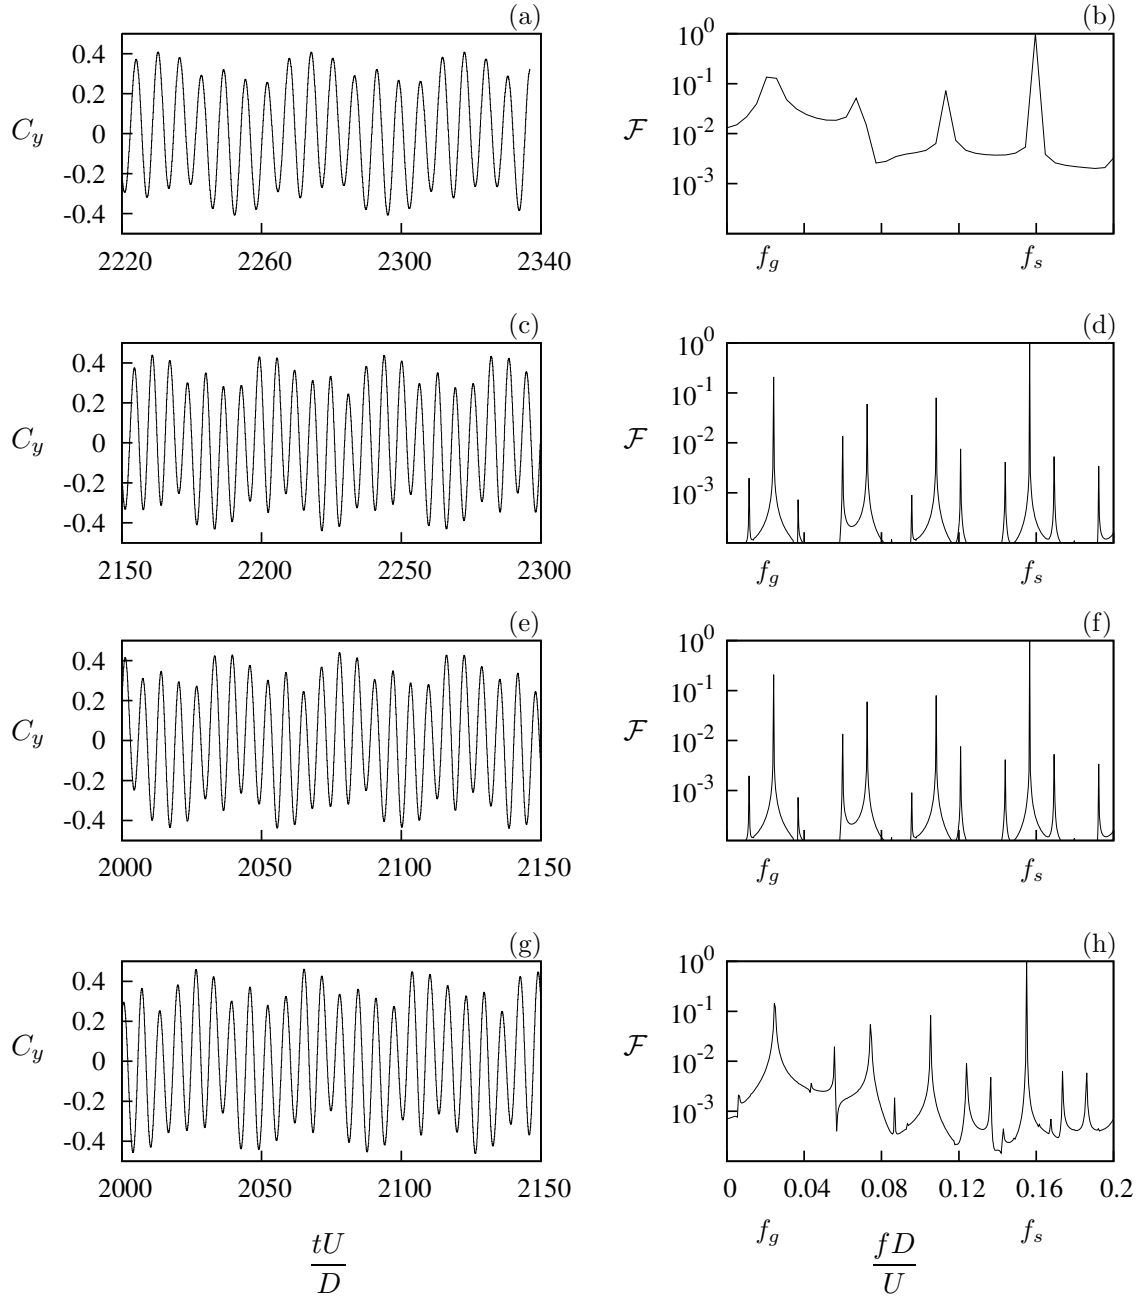 (a) (b)
0.4 0.2 0 -0.2 -0.4
C_y
2220 2260 2300 2340
10^0 10^-1 10^-2 10^-3
\mathcal{F}
f_g f_s
(c) (d)
0.4 0.2 0 -0.2 -0.4
C_y
2150 2200 2250 2300
10^0 10^-1 10^-2 10^-3
\mathcal{F}
f_g f_s
(e) (f)
0.4 0.2 0 -0.2 -0.4
C_y
2000 2050 2100 2150
10^0 10^-1 10^-2 10^-3
\mathcal{F}
f_g f_s
(g) (h)
0.4 0.2 0 -0.2 -0.4
C_y
2000 2050 2100 2150
10^0 10^-1 10^-2 10^-3
\mathcal{F}
0 0.04 0.08 0.12 0.16 0.2
f_g f_s
tU
D
fD
U